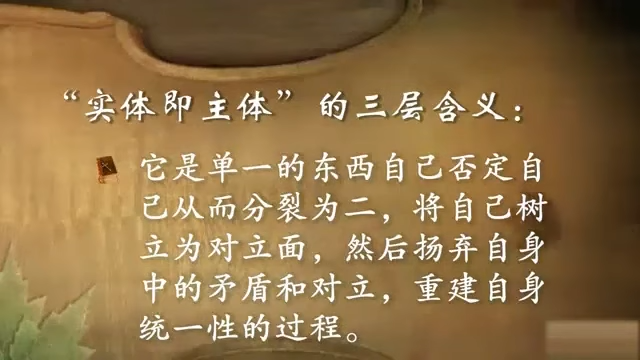 “实体即主体”的三层含义：
它是单一的东西自己否定自
己从而分裂为二，将自己树
立为对立面，然后扬弃自身
中的矛盾和对立，重建自身
统一性的过程。